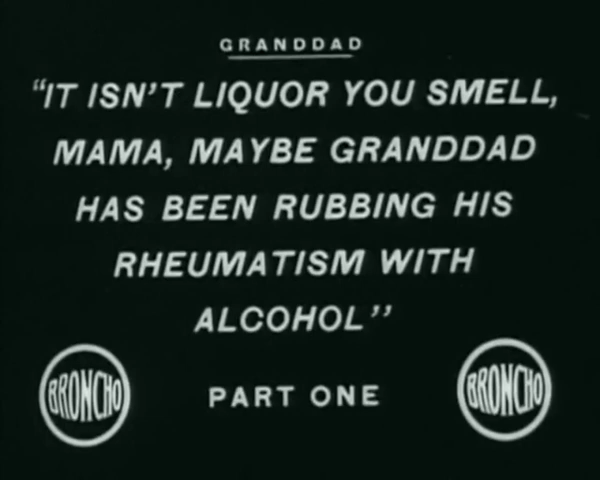 GRANDDAD
"IT ISN'T LIQUOR YOU SMELL,
MAMA, MAYBE GRANDDAD
HAS BEEN RUBBING HIS
RHEUMATISM WITH
ALCOHOL"
BRONCHO
PART ONE
BRONCHO